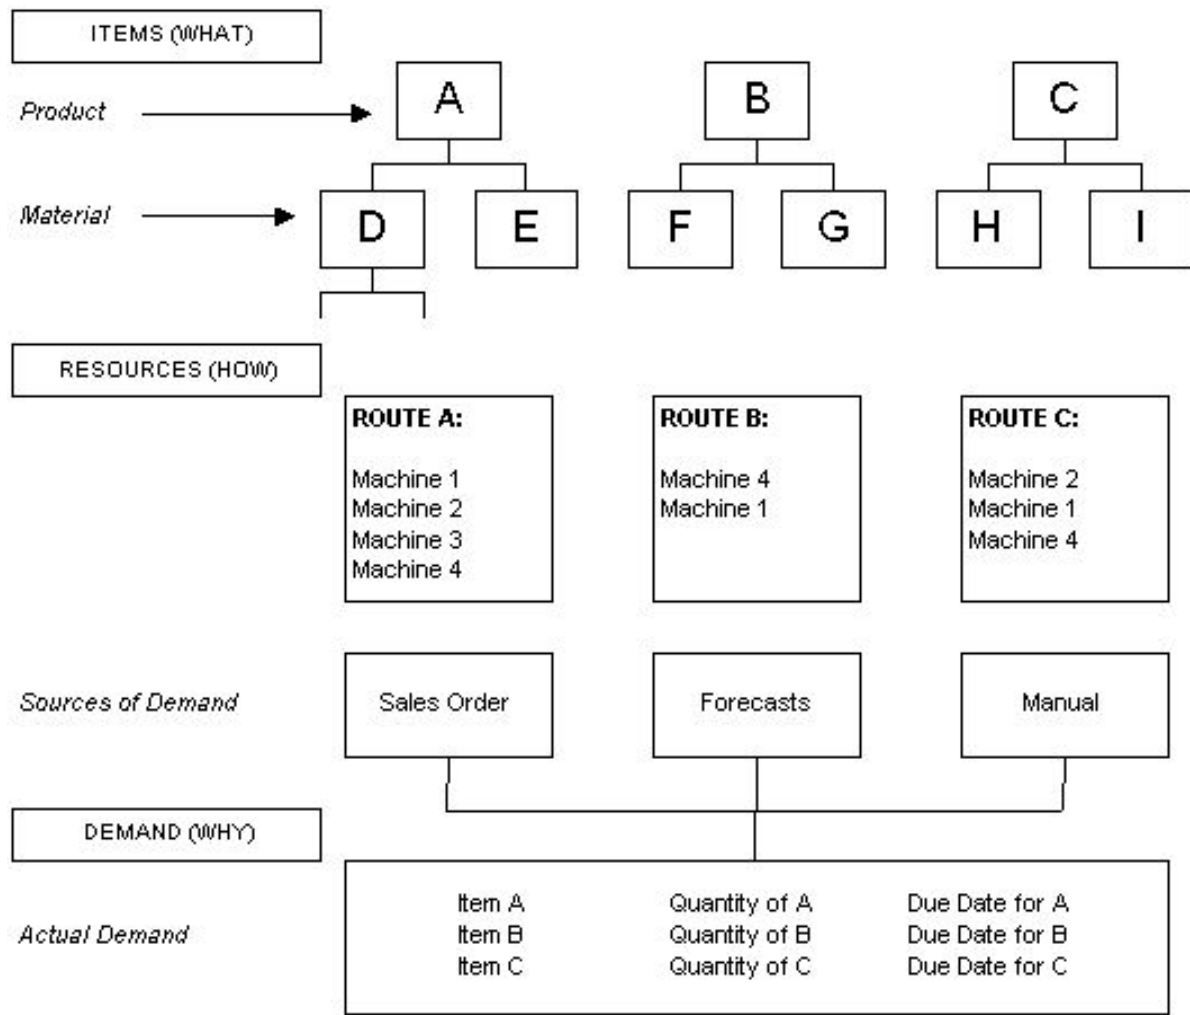 ITEMS (WHAT)
Product
A
B
C
Material
D
E
F
G
H
I
RESOURCES (HOW)
ROUTE A:
Machine 1
Machine 2
Machine 3
Machine 4
ROUTE B:
Machine 4
Machine 1
ROUTE C:
Machine 2
Machine 1
Machine 4
Sources of Demand
Sales Order
Forecasts
Manual
DEMAND (WHY)
Actual Demand
Item A Quantity of A Due Date for A
Item B Quantity of B Due Date for B
Item C Quantity of C Due Date for C